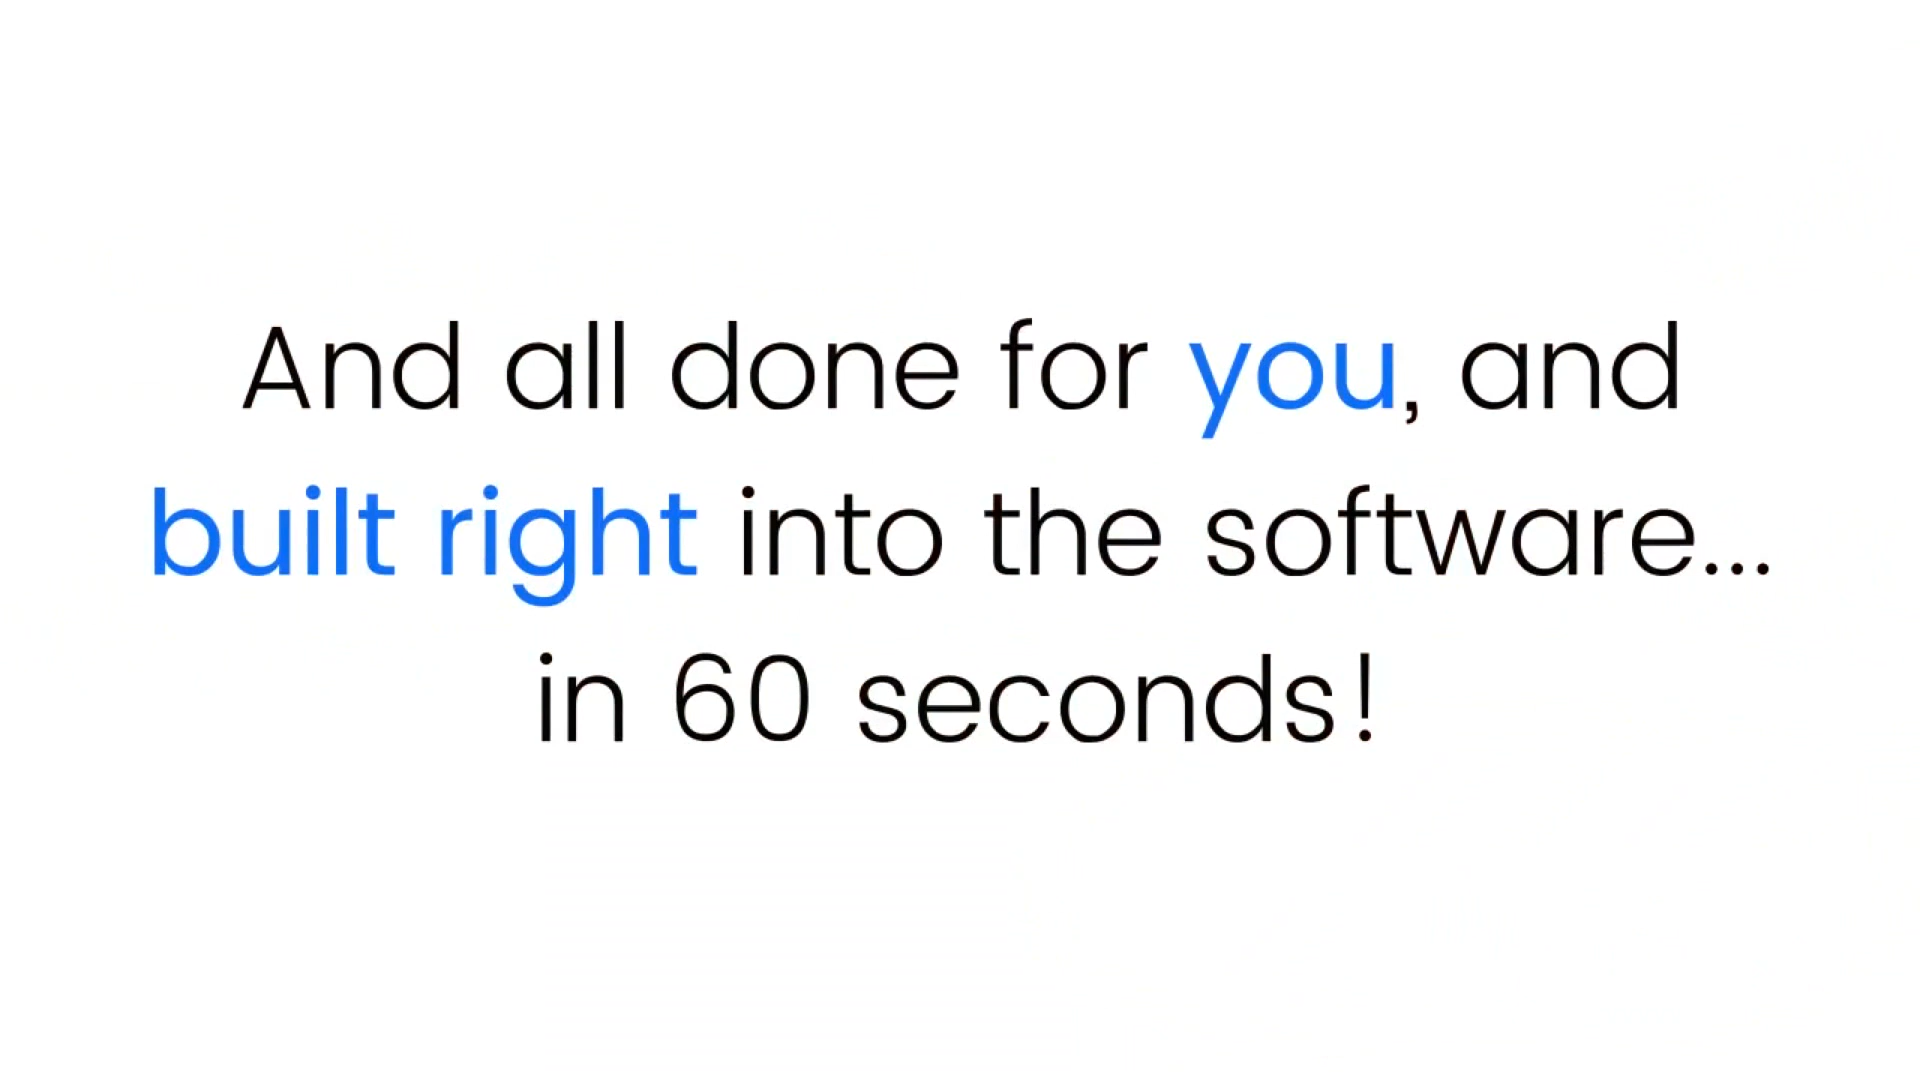 And all done for you, and
built right into the software...
in 60 seconds!